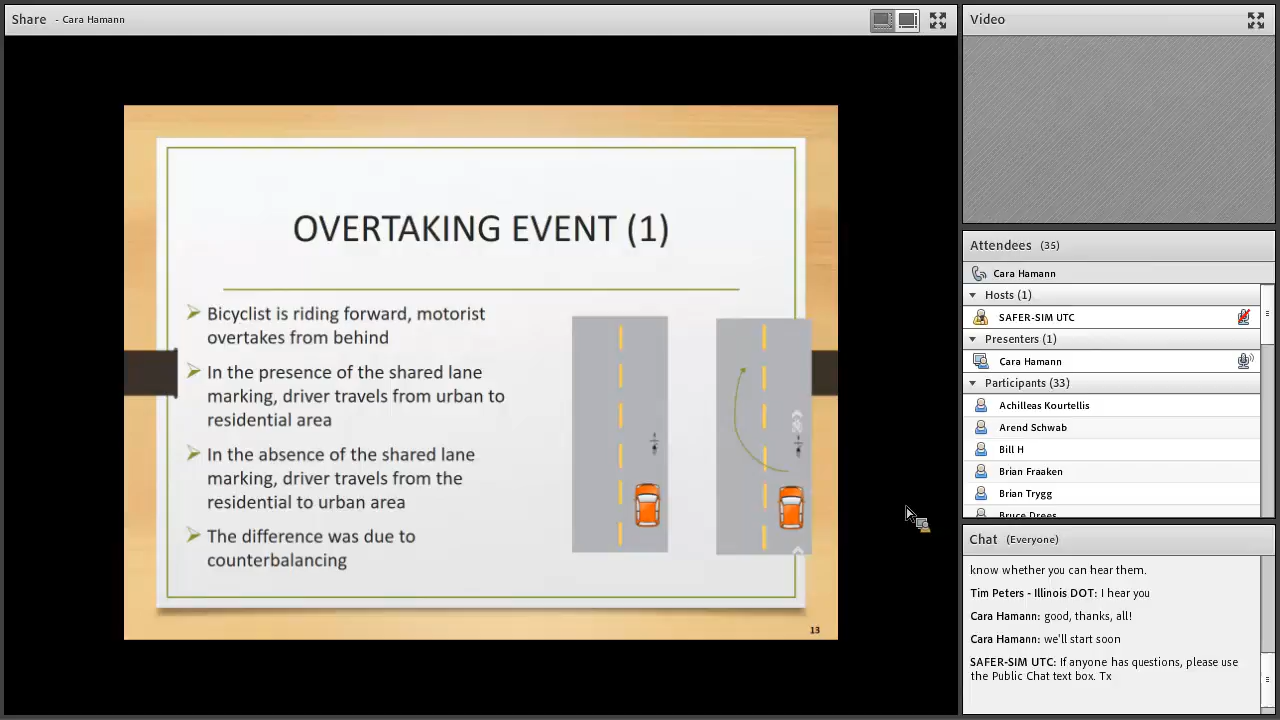 Share - Cara Hamann
OVERTAKING EVENT (1)
Bicyclist is riding forward, motorist
overtakes from behind
In the presence of the shared lane
marking, driver travels from urban to
residential area
In the absence of the shared lane
marking, driver travels from the
residential to urban area
The difference was due to
counterbalancing
13
Video
Attendees (35)
Cara Hamann
Hosts (1)
SAFER-SIM UTC
Presenters (1)
Cara Hamann
Participants (33)
Achilleas Kourtellis
Arend Schwab
Bill H
Brian Fraaken
Brian Trygg
Bruce Drees
Chat (Everyone)
know whether you can hear them.
Tim Peters - Illinois DOT: I hear you
Cara Hamann: good, thanks, all!
Cara Hamann: we'll start soon
SAFER-SIM UTC: If anyone has questions, please use
the Public Chat text box. Tx